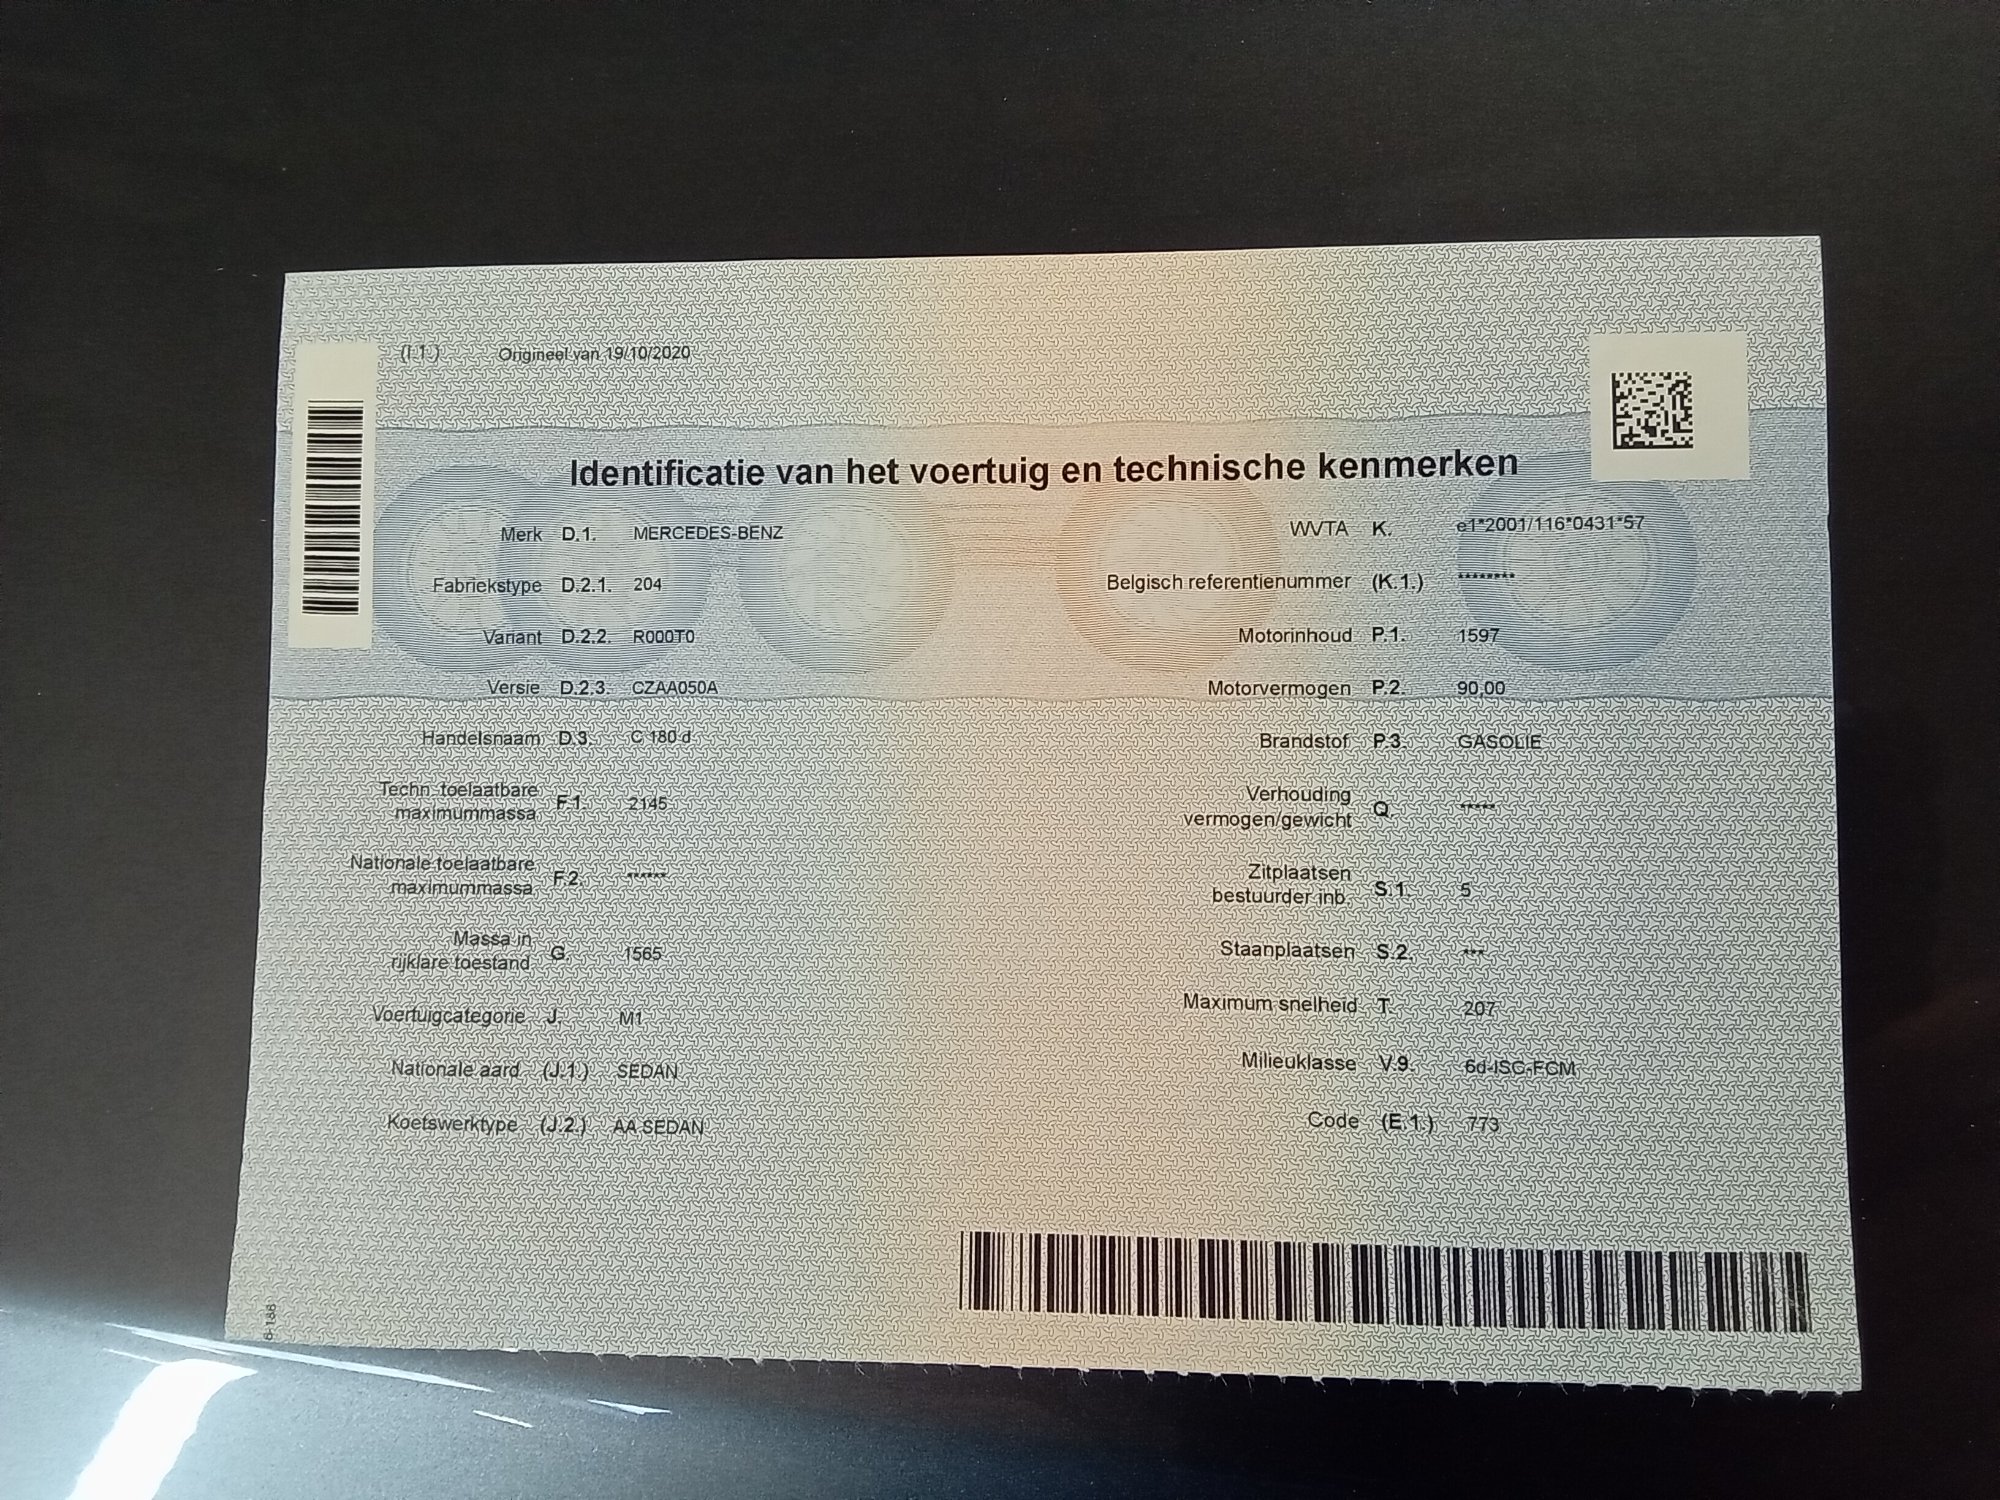 (I.1.) Origineel van 19/10/2020
Identificatie van het voertuig en technische kenmerken
Merk D.1. MERCEDES-BENZ
Fabriekstype D.2.1. 204
Variant D.2.2. R000T0
Versie D.2.3. CZAA050A
Handelsnaam D.3. C 180 d
Techn. toelaatbare
maximummassa F.1. 2145
Nationale toelaatbare
maximummassa F.2. ******
Massa in
rijklare toestand G. 1565
Voertuigcategorie J. M1
Nationale aard (J.1.) SEDAN
Koetswerktype (J.2.) AA SEDAN
WVTA K. e1*2001/116*0431*57
Belgisch referentienummer (K.1.) ********
Motorinhoud P.1. 1597
Motorvermogen P.2. 90,00
Brandstof P.3. GASOLIE
Verhouding
vermogen/gewicht Q. *****
Zitplaatsen
bestuurder inb. S.1. 5
Staanplaatsen S.2. ***
Maximum snelheid T. 207
Milieuklasse V.9. 6d-ISC-FCM
Code (E.1.) 773